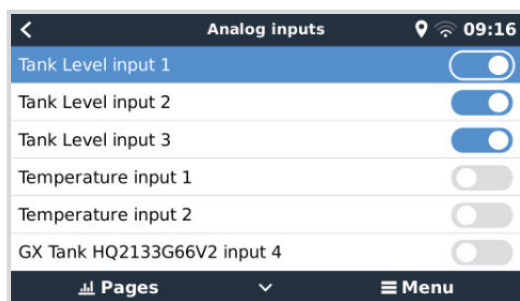 Analog inputs 09:16
Tank Level input 1
Tank Level input 2
Tank Level input 3
Temperature input 1
Temperature input 2
GX Tank HQ2133G66V2 input 4
Pages Menu